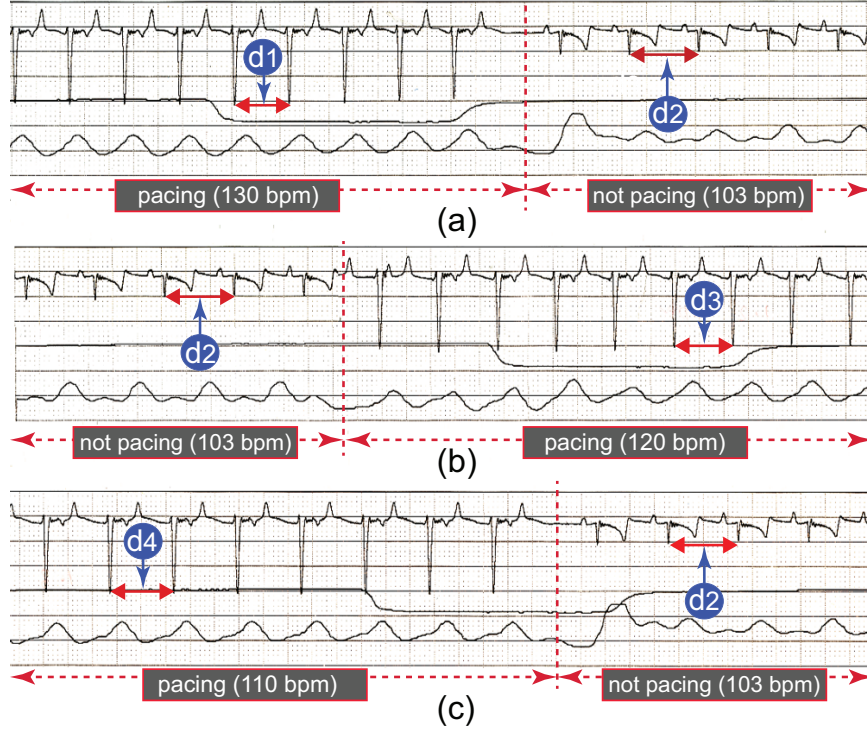 d1
d2
pacing (130 bpm)
not pacing (103 bpm)
(a)
d2
d3
not pacing (103 bpm)
pacing (120 bpm)
(b)
d4
d2
pacing (110 bpm)
not pacing (103 bpm)
(c)